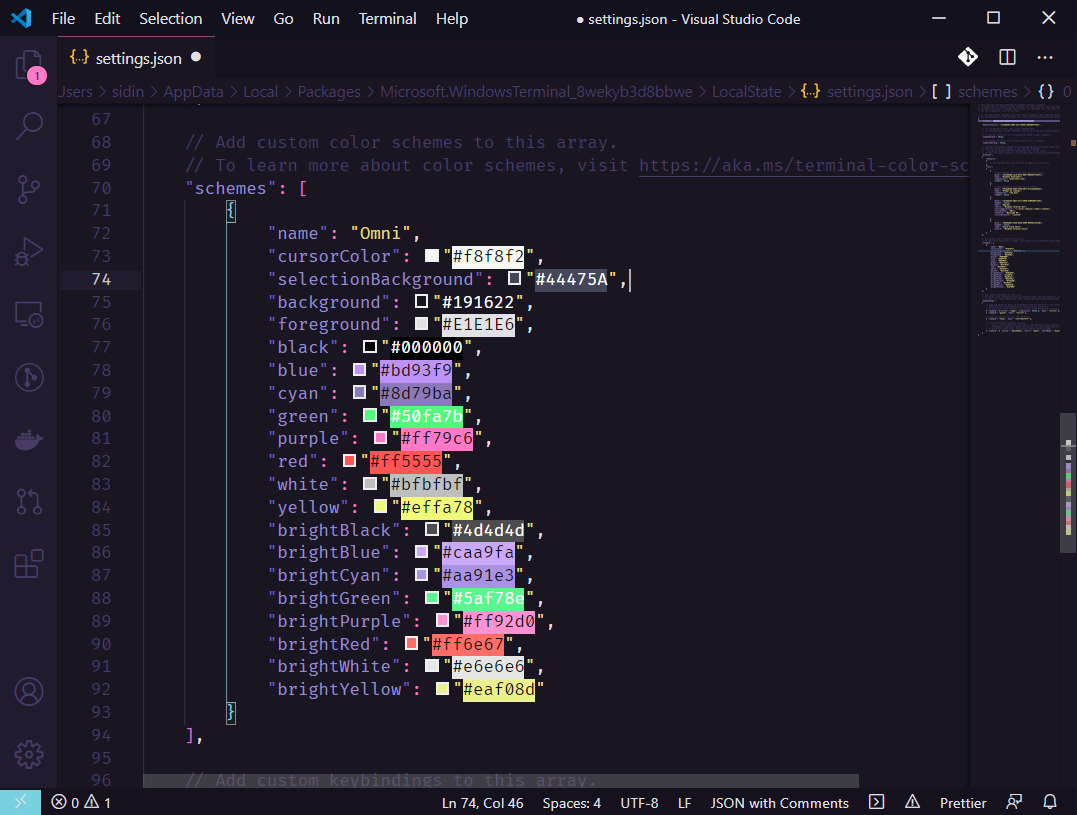 File Edit Selection View Go Run Terminal Help
● settings.json - Visual Studio Code
{..} settings.json ●
1
Users > sidin > AppData > Local > Packages > Microsoft.WindowsTerminal_8wekyb3d8bbwe > LocalState > {..} settings.json > [ ] schemes > {} 0
67
68 // Add custom color schemes to this array.
69 // To learn more about color schemes, visit https://aka.ms/terminal-color-sc
70 "schemes": [
71 {
72 "name": "Omni",
73 "cursorColor": "#f8f8f2",
74 "selectionBackground": "#44475A",
75 "background": "#191622",
76 "foreground": "#E1E1E6",
77 "black": "#000000",
78 "blue": "#bd93f9",
79 "cyan": "#8d79ba",
80 "green": "#50fa7b",
81 "purple": "#ff79c6",
82 "red": "#ff5555",
83 "white": "#bfbfbf",
84 "yellow": "#effa78",
85 "brightBlack": "#4d4d4d",
86 "brightBlue": "#caa9fa",
87 "brightCyan": "#aa91e3",
88 "brightGreen": "#5af78e",
89 "brightPurple": "#ff92d0",
90 "brightRed": "#ff6e67",
91 "brightWhite": "#e6e6e6",
92 "brightYellow": "#eaf08d"
93 }
94 ],
95
96 // Add custom keybindings to this array.
0 1 Ln 74, Col 46 Spaces: 4 UTF-8 LF JSON with Comments Prettier